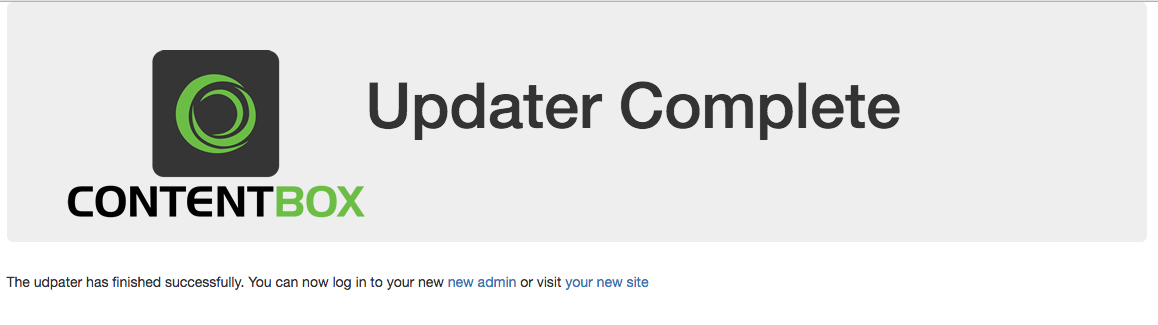 Updater Complete
CONTENTBOX
The udpater has finished successfully. You can now log in to your new new admin or visit your new site